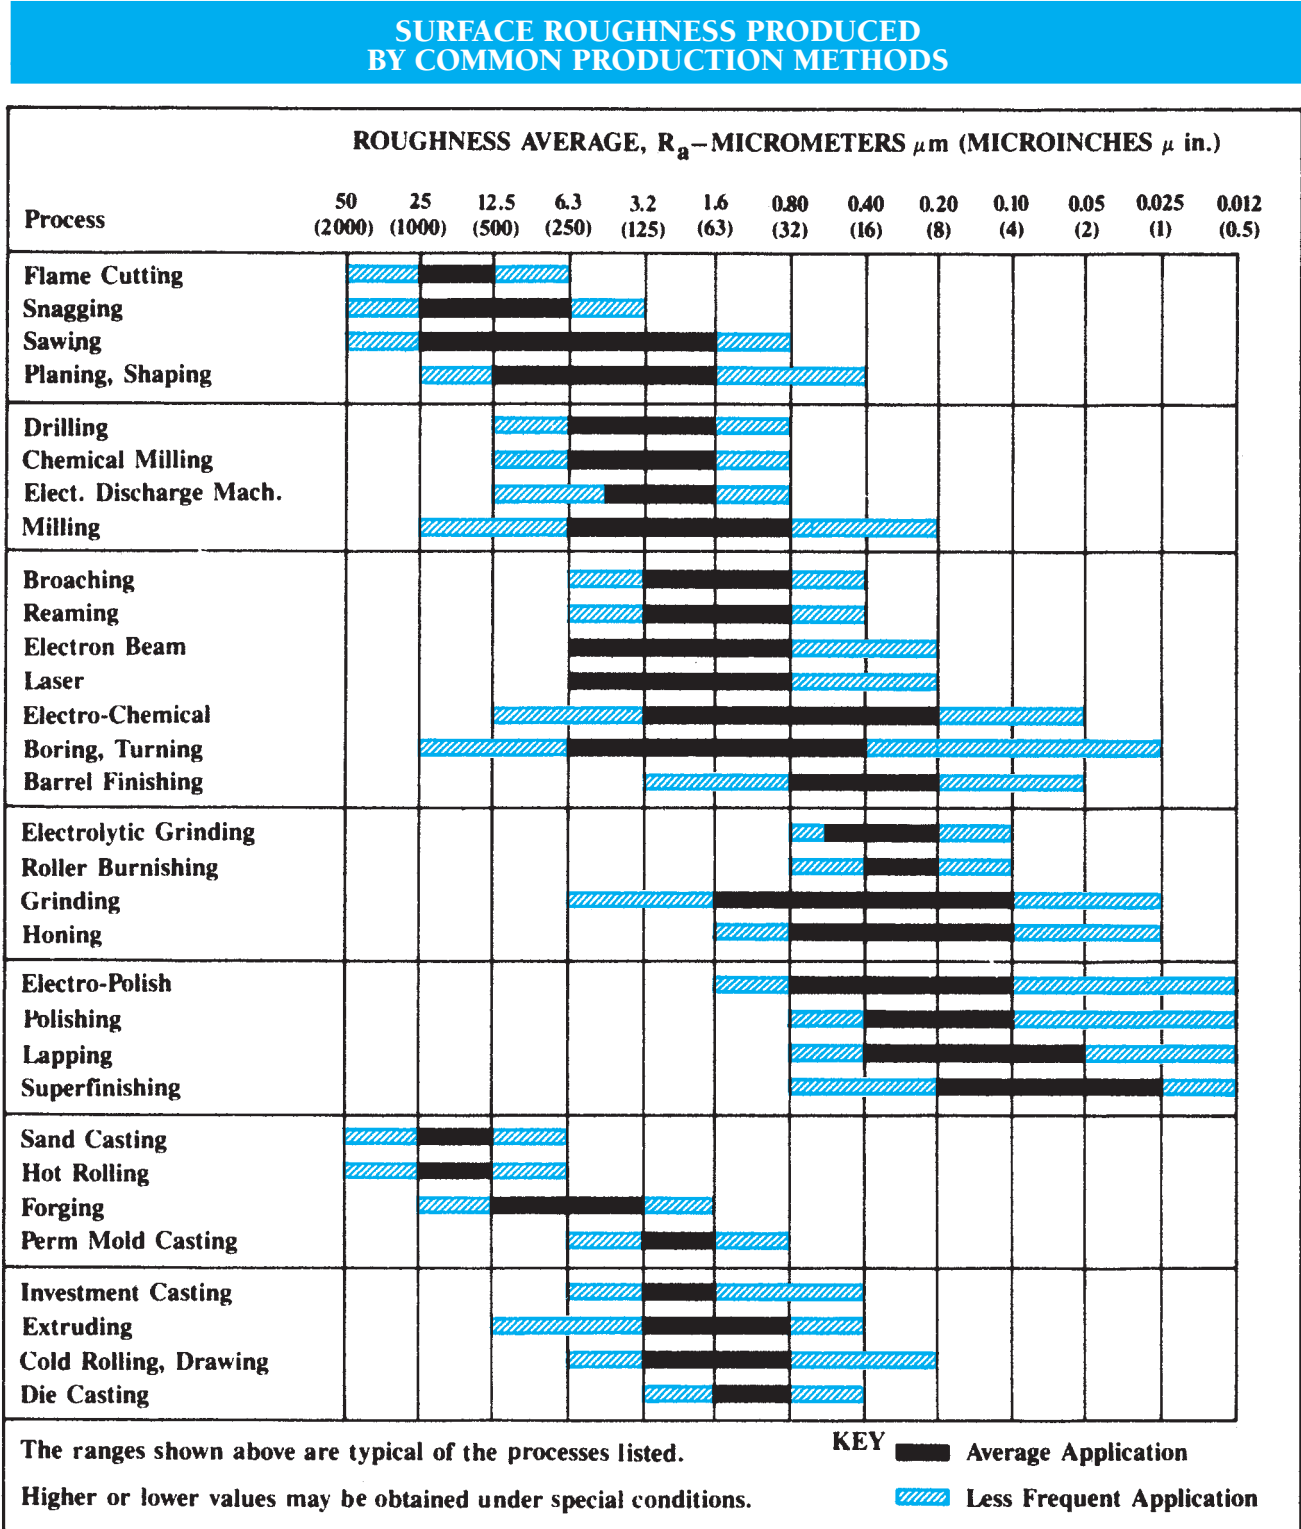 SURFACE ROUGHNESS PRODUCED
BY COMMON PRODUCTION METHODS
ROUGHNESS AVERAGE, Ra–MICROMETERS μm (MICROINCHES μ in.)
Process
50 25 12.5 6.3 3.2 1.6 0.80 0.40 0.20 0.10 0.05 0.025 0.012
(2000) (1000) (500) (250) (125) (63) (32) (16) (8) (4) (2) (1) (0.5)
Flame Cutting
Snagging
Sawing
Planing, Shaping
Drilling
Chemical Milling
Elect. Discharge Mach.
Milling
Broaching
Reaming
Electron Beam
Laser
Electro-Chemical
Boring, Turning
Barrel Finishing
Electrolytic Grinding
Roller Burnishing
Grinding
Honing
Electro-Polish
Polishing
Lapping
Superfinishing
Sand Casting
Hot Rolling
Forging
Perm Mold Casting
Investment Casting
Extruding
Cold Rolling, Drawing
Die Casting
The ranges shown above are typical of the processes listed.
Higher or lower values may be obtained under special conditions.
KEY
Average Application
Less Frequent Application